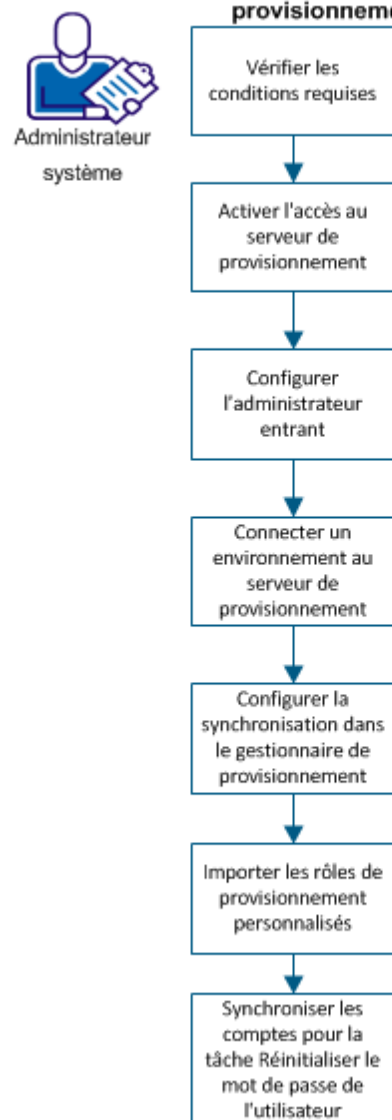 provisionneme
Administrateur
système
Vérifier les
conditions requises
Activer l'accès au
serveur de
provisionnement
Configurer
l'administrateur
entrant
Connecter un
environnement au
serveur de
provisionnement
Configurer la
synchronisation dans
le gestionnaire de
provisionnement
Importer les rôles de
provisionnement
personnalisés
Synchroniser les
comptes pour la
tâche Réinitialiser le
mot de passe de
l'utilisateur